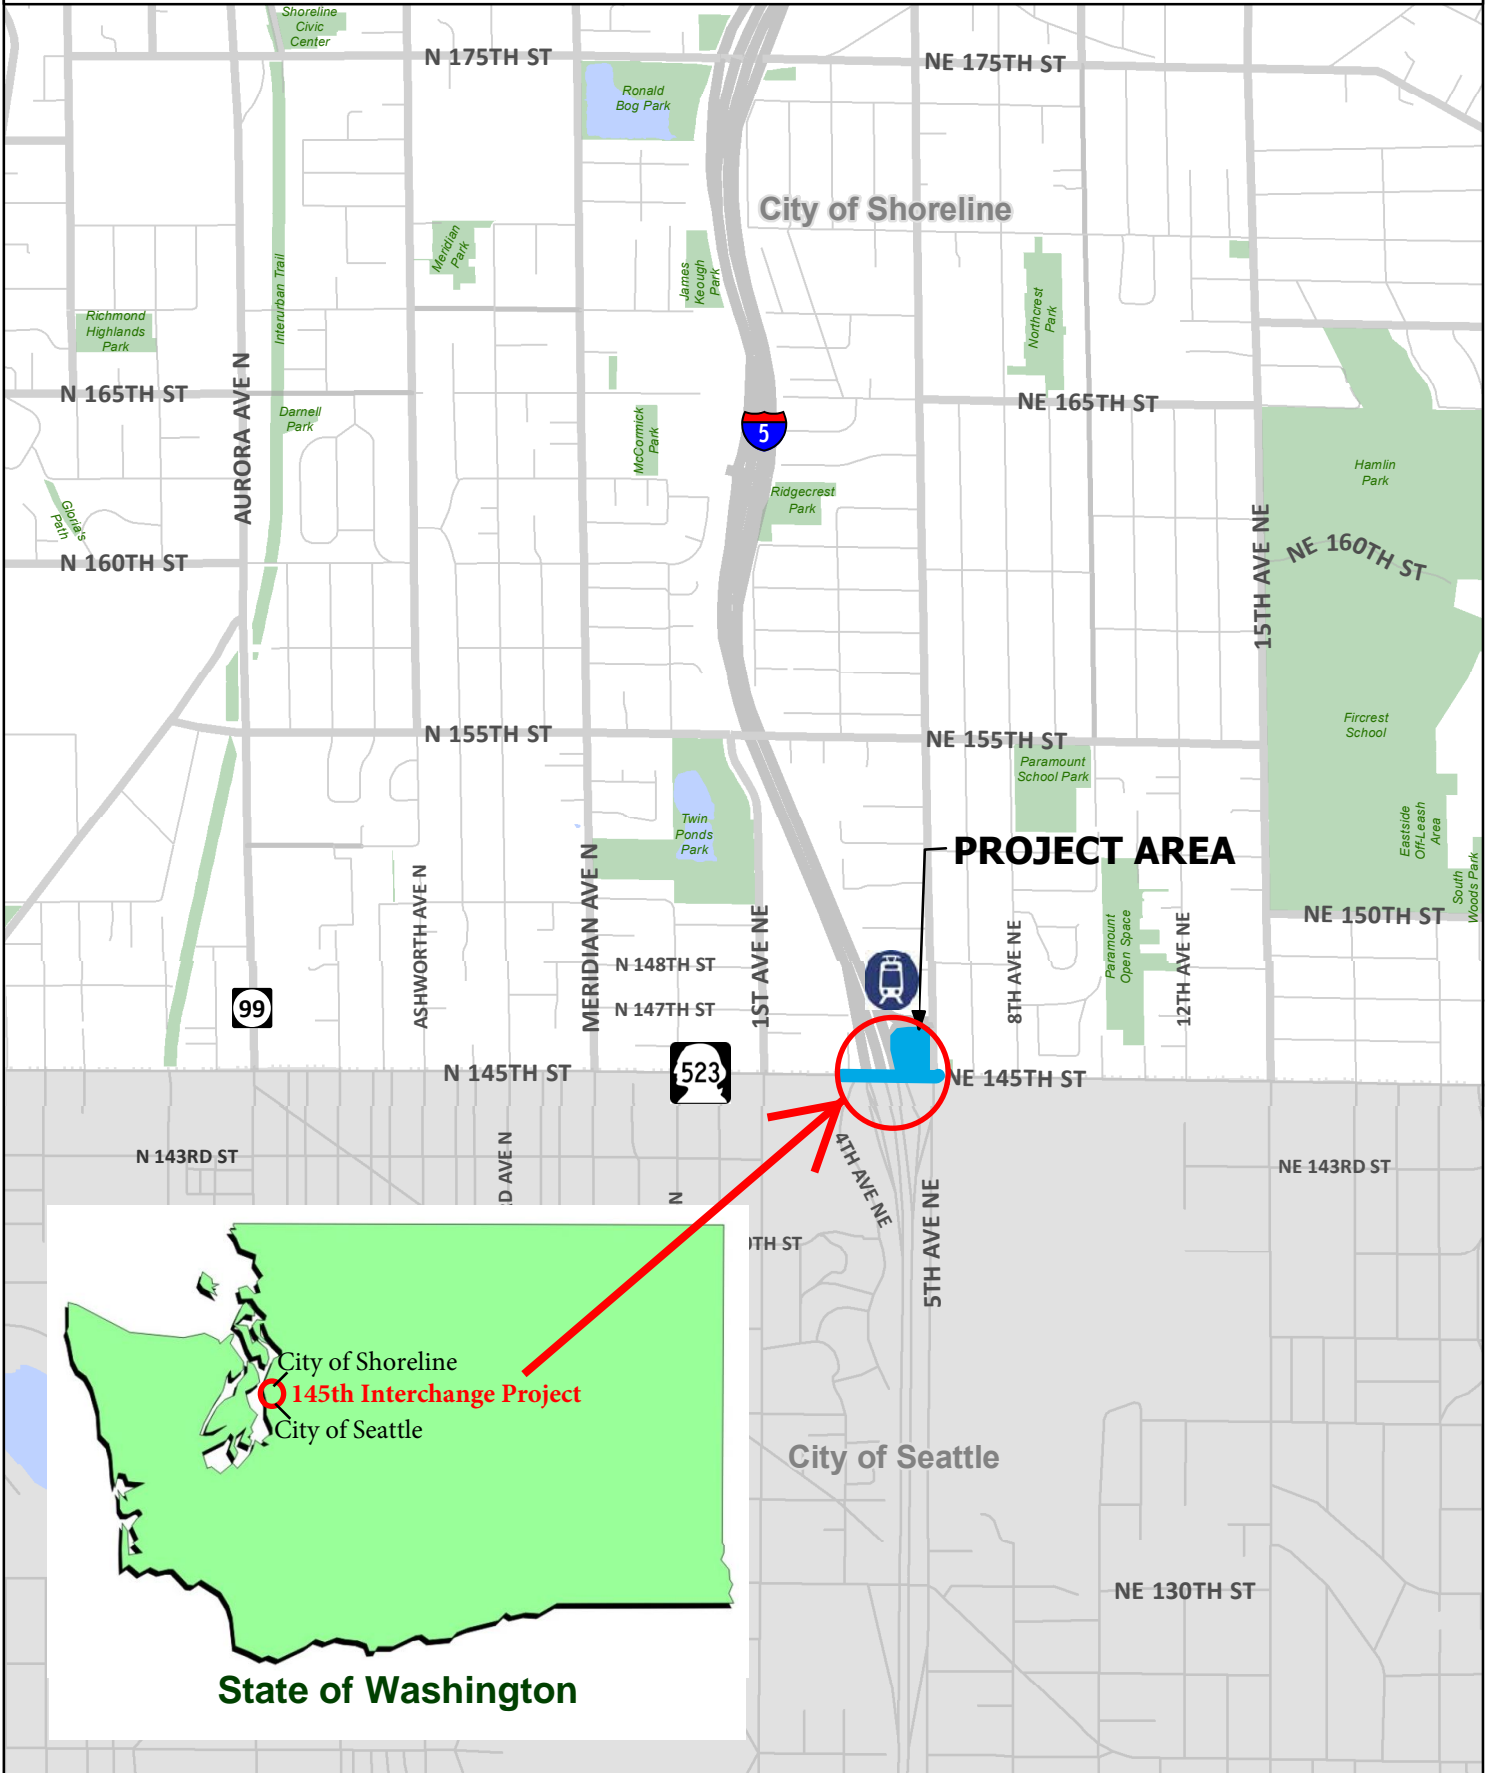 Shoreline
Civic
Center
N 175TH ST
NE 175TH ST
Ronald
Bog Park
City of Shoreline
Meridian
Park
James
Keough
Park
Interurban Trail
Northcrest
Park
Richmond
Highlands
Park
N 165TH ST
AURORA AVE N
Darnell
Park
McCormick
Park
5
NE 165TH ST
Hamlin
Park
Ridgecrest
Park
Gloria's
Path
N 160TH ST
15TH AVE NE
NE 160TH ST
N 155TH ST
NE 155TH ST
Fircrest
School
Paramount
School Park
Twin
Ponds
Park
Eastside
Off-Leash
Area
PROJECT AREA
South
Woods Park
NE 150TH ST
ASHWORTH AVE N
MERIDIAN AVE N
1ST AVE NE
N 148TH ST
8TH AVE NE
Paramount
Open Space
12TH AVE NE
99
N 147TH ST
N 145TH ST
523
NE 145TH ST
N 143RD ST
D AVE N
4TH AVE NE
NE 143RD ST
N
5TH AVE NE
TH ST
City of Shoreline
145th Interchange Project
City of Seattle
City of Seattle
NE 130TH ST
State of Washington